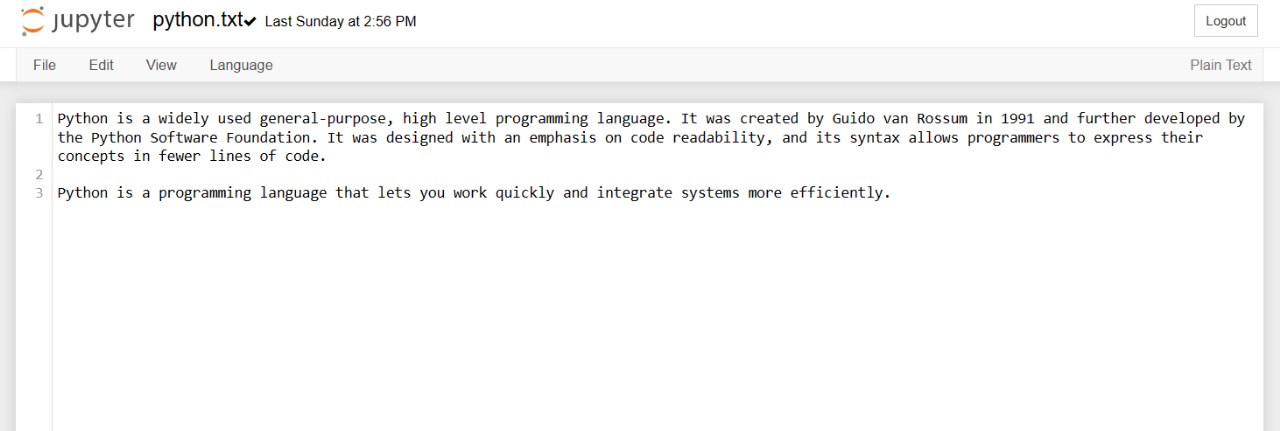 jupyter python.txt Last Sunday at 2:56 PM Logout
File Edit View Language Plain Text
1 Python is a widely used general-purpose, high level programming language. It was created by Guido van Rossum in 1991 and further developed by
the Python Software Foundation. It was designed with an emphasis on code readability, and its syntax allows programmers to express their
concepts in fewer lines of code.
2
3 Python is a programming language that lets you work quickly and integrate systems more efficiently.